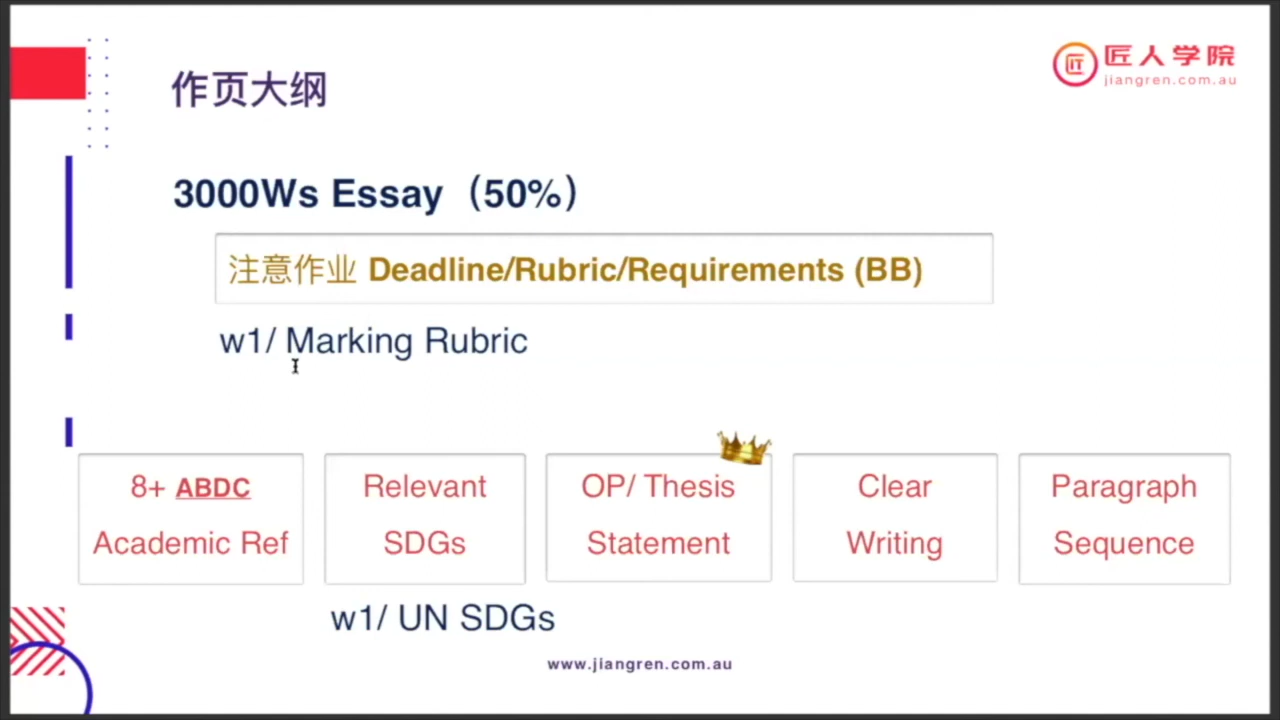 匠人学院
jiangren.com.au
作页大纲
3000Ws Essay（50%）
注意作业 Deadline/Rubric/Requirements (BB)
w1/ Marking Rubric
8+ ABDC
Academic Ref
Relevant
SDGs
OP/ Thesis
Statement
Clear
Writing
Paragraph
Sequence
w1/ UN SDGs
www.jiangren.com.au